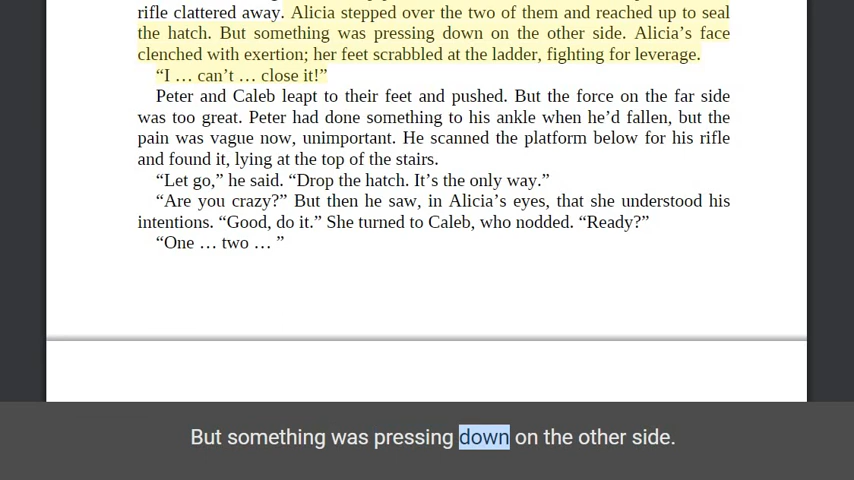 rifle clattered away. Alicia stepped over the two of them and reached up to seal
the hatch. But something was pressing down on the other side. Alicia’s face
clenched with exertion; her feet scrabbled at the ladder, fighting for leverage.
“I … can’t … close it!”
Peter and Caleb leapt to their feet and pushed. But the force on the far side
was too great. Peter had done something to his ankle when he’d fallen, but the
pain was vague now, unimportant. He scanned the platform below for his rifle
and found it, lying at the top of the stairs.
“Let go,” he said. “Drop the hatch. It’s the only way.”
“Are you crazy?” But then he saw, in Alicia’s eyes, that she understood his
intentions. “Good, do it.” She turned to Caleb, who nodded. “Ready?”
“One … two … ”
But something was pressing down on the other side.